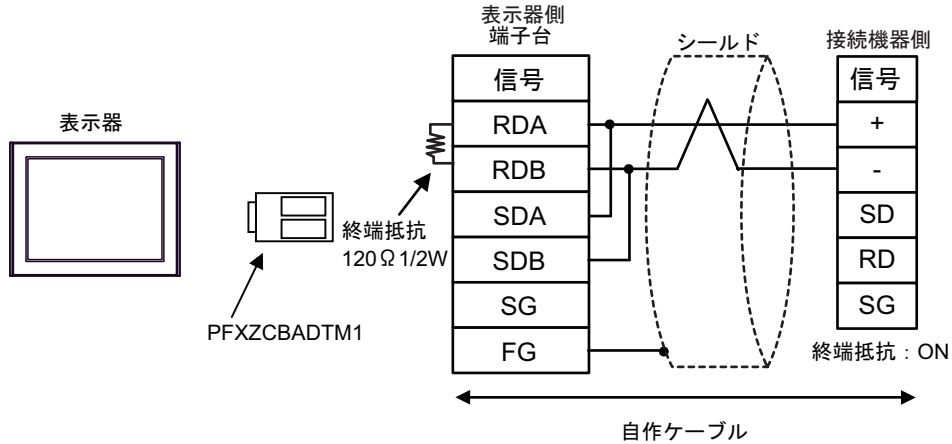 表示器
PFXZCBADTM1
終端抵抗
120Ω 1/2W
表示器側
端子台
信号
RDA
RDB
SDA
SDB
SG
FG
シールド
接続機器側
信号
+
-
SD
RD
SG
終端抵抗：ON
自作ケーブル